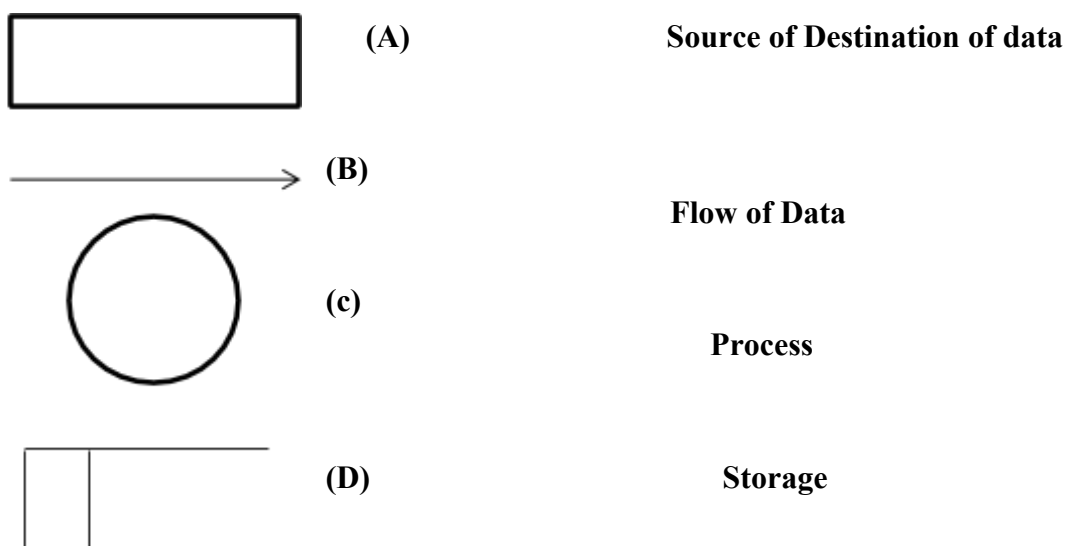 (A) Source of Destination of data
(B)
Flow of Data
(c)
Process
(D) Storage